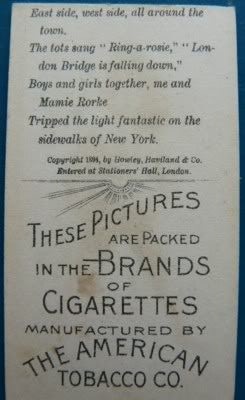 East side, west side, all around the
town.
The tots sang " Ring-a-rosie," " Lon-
don Bridge is falling down,"
Boys and girls together, me and
Mamie Rorke
Tripped the light fantastic on the
sidewalks of New York.
Copyright 1894, by Howley, Haviland & Co.
Entered at Stationers' Hall, London.
THESE PICTURES
ARE PACKED
IN THE BRANDS
OF
CIGARETTES
MANUFACTURED BY
THE AMERICAN
TOBACCO CO.